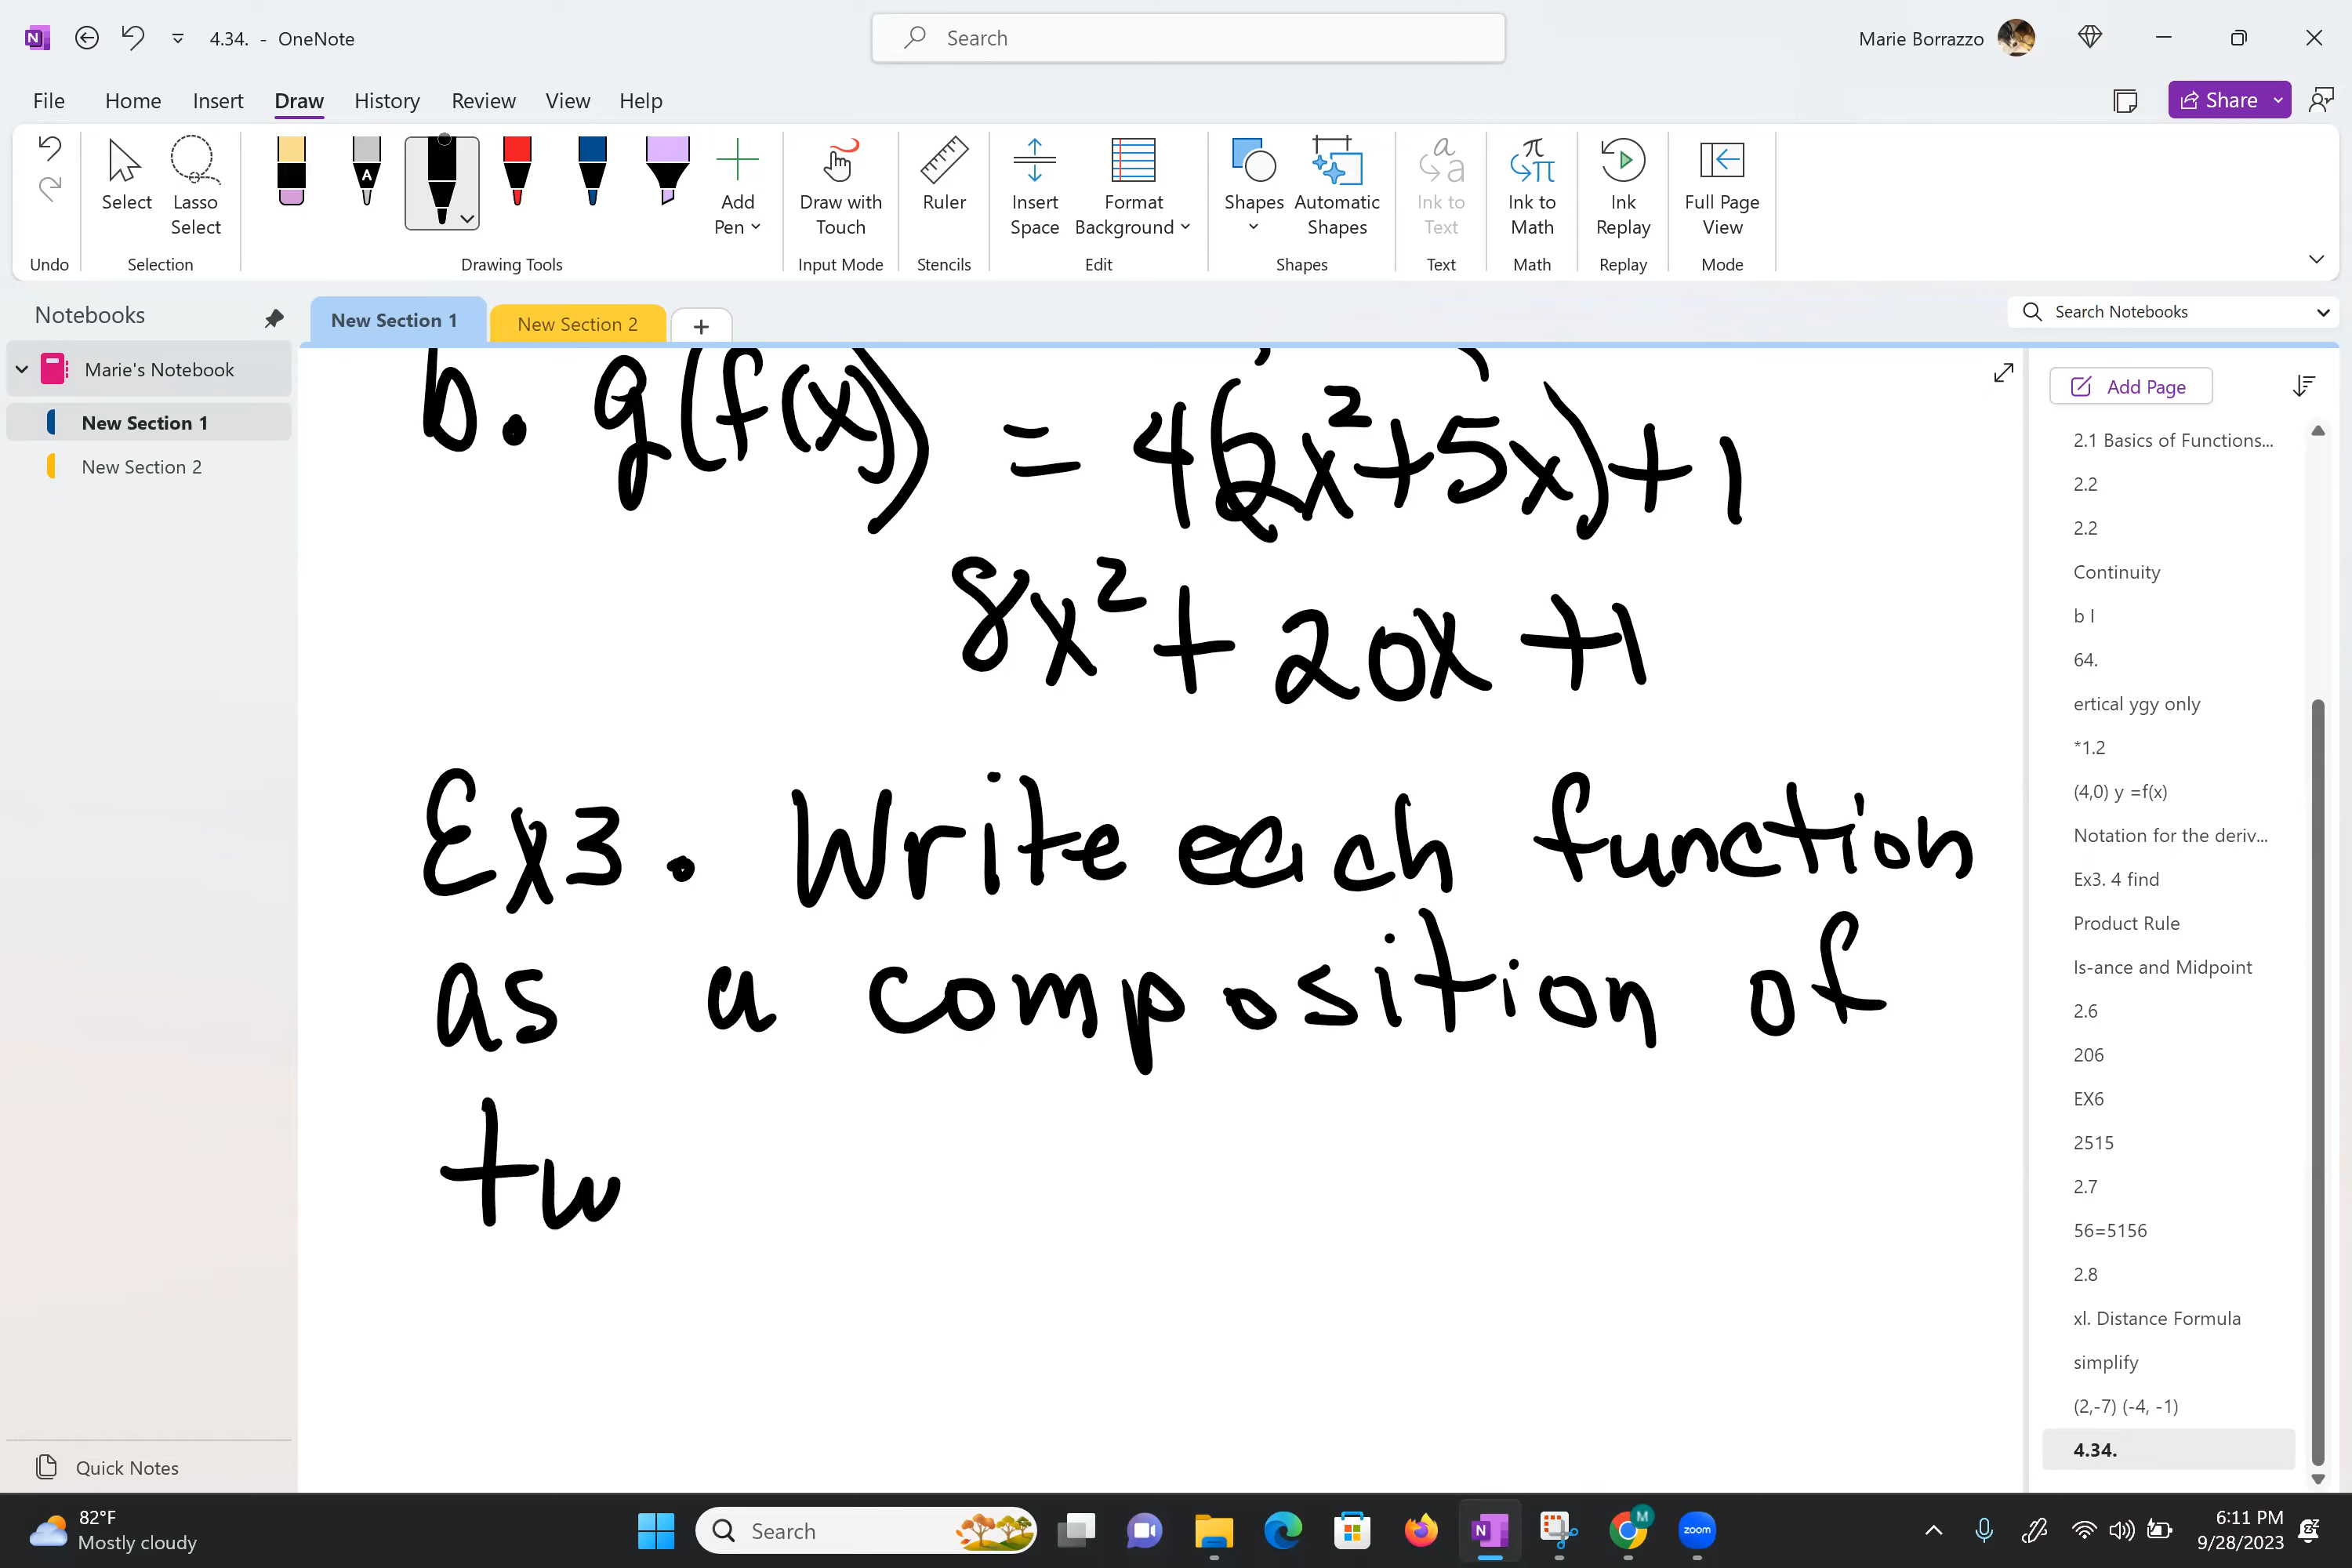 4.34. - OneNote
Search
Marie Borrazzo
File Home Insert Draw History Review View Help
Share
Select
Lasso Select
A
Add Pen
Draw with Touch
Ruler
Insert Space
Format Background
Shapes
Automatic Shapes
Ink to Text
Ink to Math
Ink Replay
Full Page View
Undo Selection Drawing Tools Input Mode Stencils Edit Shapes Text Math Replay Mode
Notebooks
New Section 1
New Section 2
+
Search Notebooks
Marie's Notebook
New Section 1
New Section 2
Quick Notes
b. g(f(x)) = 4(2x²+5x)+1
8x² + 20x +1
Ex3. Write each function
as a composition of
tw
Add Page
2.1 Basics of Functions...
2.2
2.2
Continuity
b I
64.
ertical ygy only
*1.2
(4,0) y =f(x)
Notation for the deriv...
Ex3. 4 find
Product Rule
Is-ance and Midpoint
2.6
206
EX6
2515
2.7
56=5156
2.8
xl. Distance Formula
simplify
(2,-7) (-4, -1)
4.34.
82°F
Mostly cloudy
Search
M
zoom
6:11 PM
9/28/2023